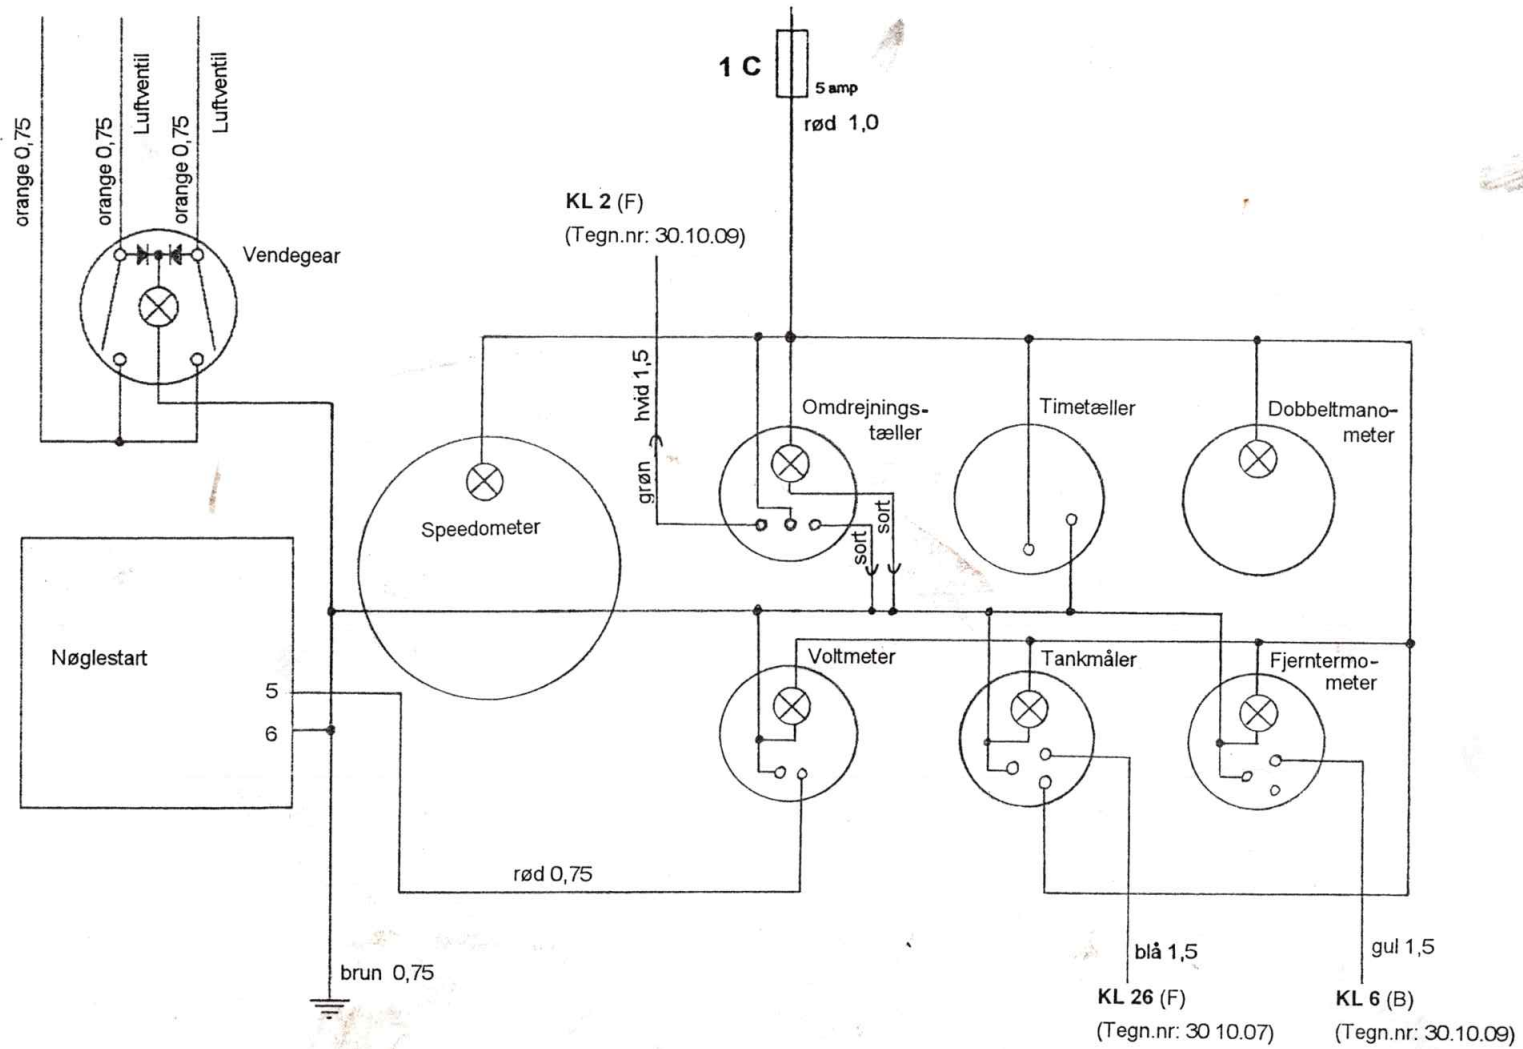 orange 0,75
orange 0,75
Luftventil
orange 0,75
Luftventil
Vendegear
1 C
5 amp
rød 1,0
KL 2 (F)
(Tegn.nr: 30.10.09)
grøn hvid 1,5
Omdrejnings-
tæller
sort
sort
Timetæller
Dobbeltmano-
meter
Speedometer
Nøglestart
5
6
Voltmeter
Tankmåler
Fjerntermo-
meter
rød 0,75
brun 0,75
blå 1,5
KL 26 (F)
(Tegn.nr: 30 10.07)
gul 1,5
KL 6 (B)
(Tegn.nr: 30.10.09)